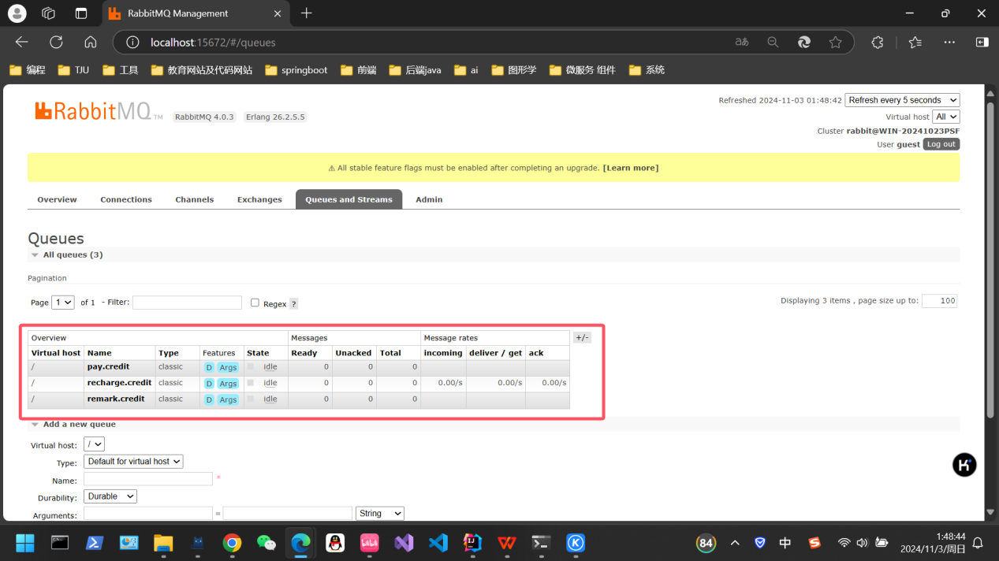 RabbitMQ Management
localhost:15672/#/queues
编程 TJU 工具 教育网站及代码网站 springboot 前端 后端java ai 图形学 微服务 组件 系统
RabbitMQ TM RabbitMQ 4.0.3 Erlang 26.2.5.5
Refreshed 2024-11-03 01:48:42 Refresh every 5 seconds
Virtual host All
Cluster rabbit@WIN-20241023PSF
User guest Log out
⚠ All stable feature flags must be enabled after completing an upgrade. [Learn more]
Overview Connections Channels Exchanges Queues and Streams Admin
Queues
All queues (3)
Pagination
Page 1 of 1 - Filter: Regex ? Displaying 3 items , page size up to: 100
Overview Messages Message rates +/-
Virtual host Name Type Features State Ready Unacked Total incoming deliver / get ack
/ pay.credit classic D Args idle 0 0 0
/ recharge.credit classic D Args idle 0 0 0 0.00/s 0.00/s 0.00/s
/ remark.credit classic D Args idle 0 0 0
Add a new queue
Virtual host: /
Type: Default for virtual host
Name: *
Durability: Durable
Arguments: = String
84 中 1:48:44
2024/11/3/周日